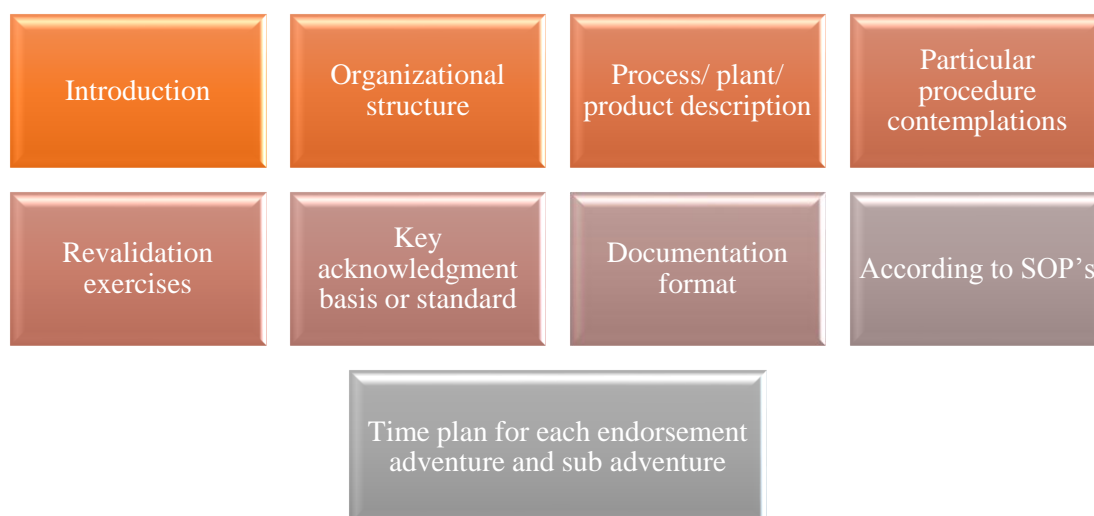 Introduction
Organizational
structure
Process/ plant/
product description
Particular
procedure
contemplations
Revalidation
exercises
Key
acknowledgment
basis or standard
Documentation
format
According to SOP's
Time plan for each endorsement
adventure and sub adventure